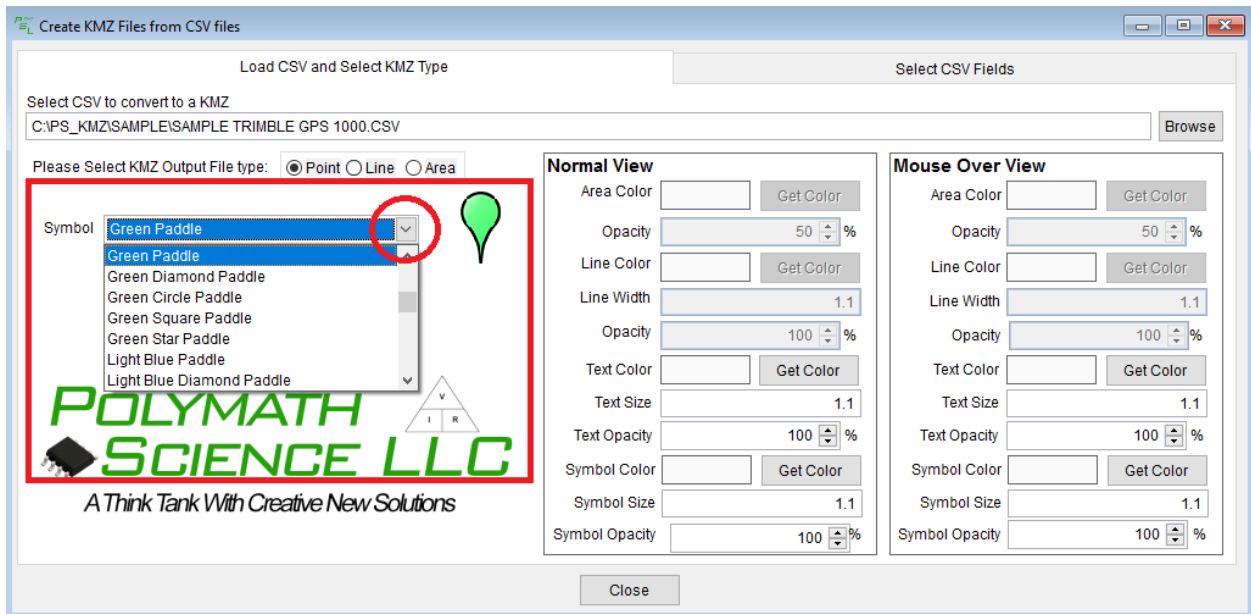 Create KMZ Files from CSV files
Load CSV and Select KMZ Type
Select CSV Fields
Select CSV to convert to a KMZ
C:\PS_KMZ\SAMPLE\SAMPLE TRIMBLE GPS 1000.CSV
Browse
Please Select KMZ Output File type:
Point Line Area
Symbol Green Paddle
Green Paddle
Green Diamond Paddle
Green Circle Paddle
Green Square Paddle
Green Star Paddle
Light Blue Paddle
Light Blue Diamond Paddle
POLYMATH
SCIENCE LLC
V
I R
A Think Tank With Creative New Solutions
Normal View
Area Color Get Color
Opacity 50 %
Line Color Get Color
Line Width 1.1
Opacity 100 %
Text Color Get Color
Text Size 1.1
Text Opacity 100 %
Symbol Color Get Color
Symbol Size 1.1
Symbol Opacity 100 %
Mouse Over View
Area Color Get Color
Opacity 50 %
Line Color Get Color
Line Width 1.1
Opacity 100 %
Text Color Get Color
Text Size 1.1
Text Opacity 100 %
Symbol Color Get Color
Symbol Size 1.1
Symbol Opacity 100 %
Close